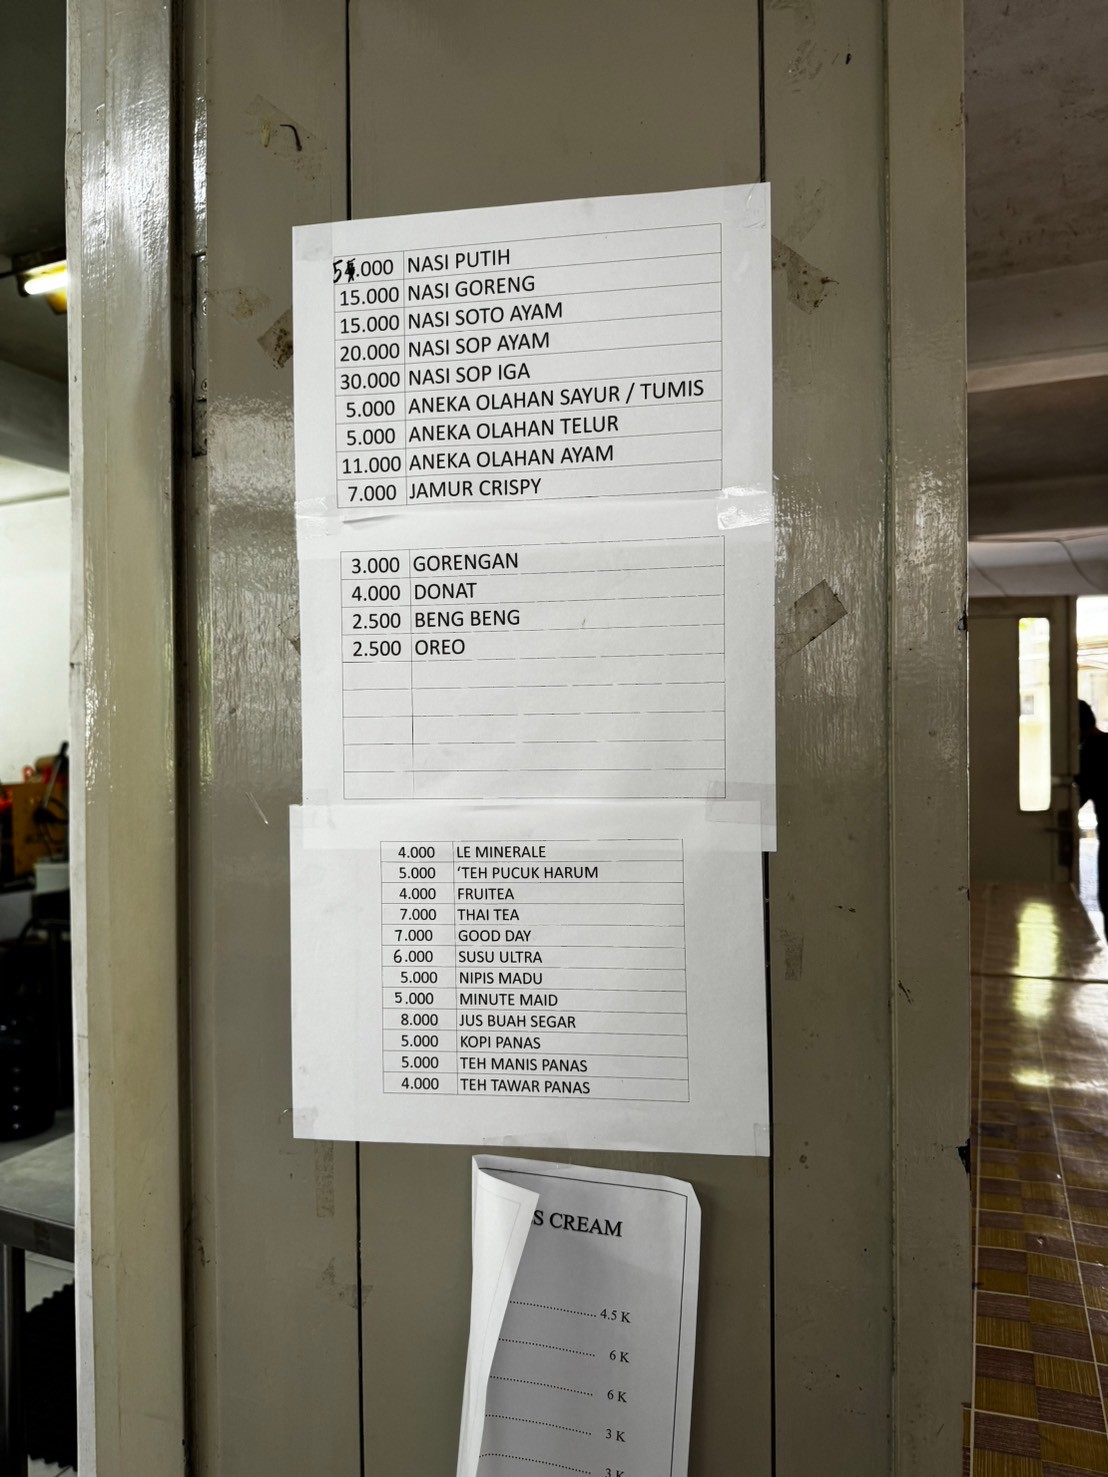 5.000 NASI PUTIH
15.000 NASI GORENG
15.000 NASI SOTO AYAM
20.000 NASI SOP AYAM
30.000 NASI SOP IGA
5.000 ANEKA OLAHAN SAYUR / TUMIS
5.000 ANEKA OLAHAN TELUR
11.000 ANEKA OLAHAN AYAM
7.000 JAMUR CRISPY
3.000 GORENGAN
4.000 DONAT
2.500 BENG BENG
2.500 OREO
4.000 LE MINERALE
5.000 ‘TEH PUCUK HARUM
4.000 FRUITEA
7.000 THAI TEA
7.000 GOOD DAY
6.000 SUSU ULTRA
5.000 NIPIS MADU
5.000 MINUTE MAID
8.000 JUS BUAH SEGAR
5.000 KOPI PANAS
5.000 TEH MANIS PANAS
4.000 TEH TAWAR PANAS
S CREAM
4.5 K
6 K
6 K
3 K
3 K